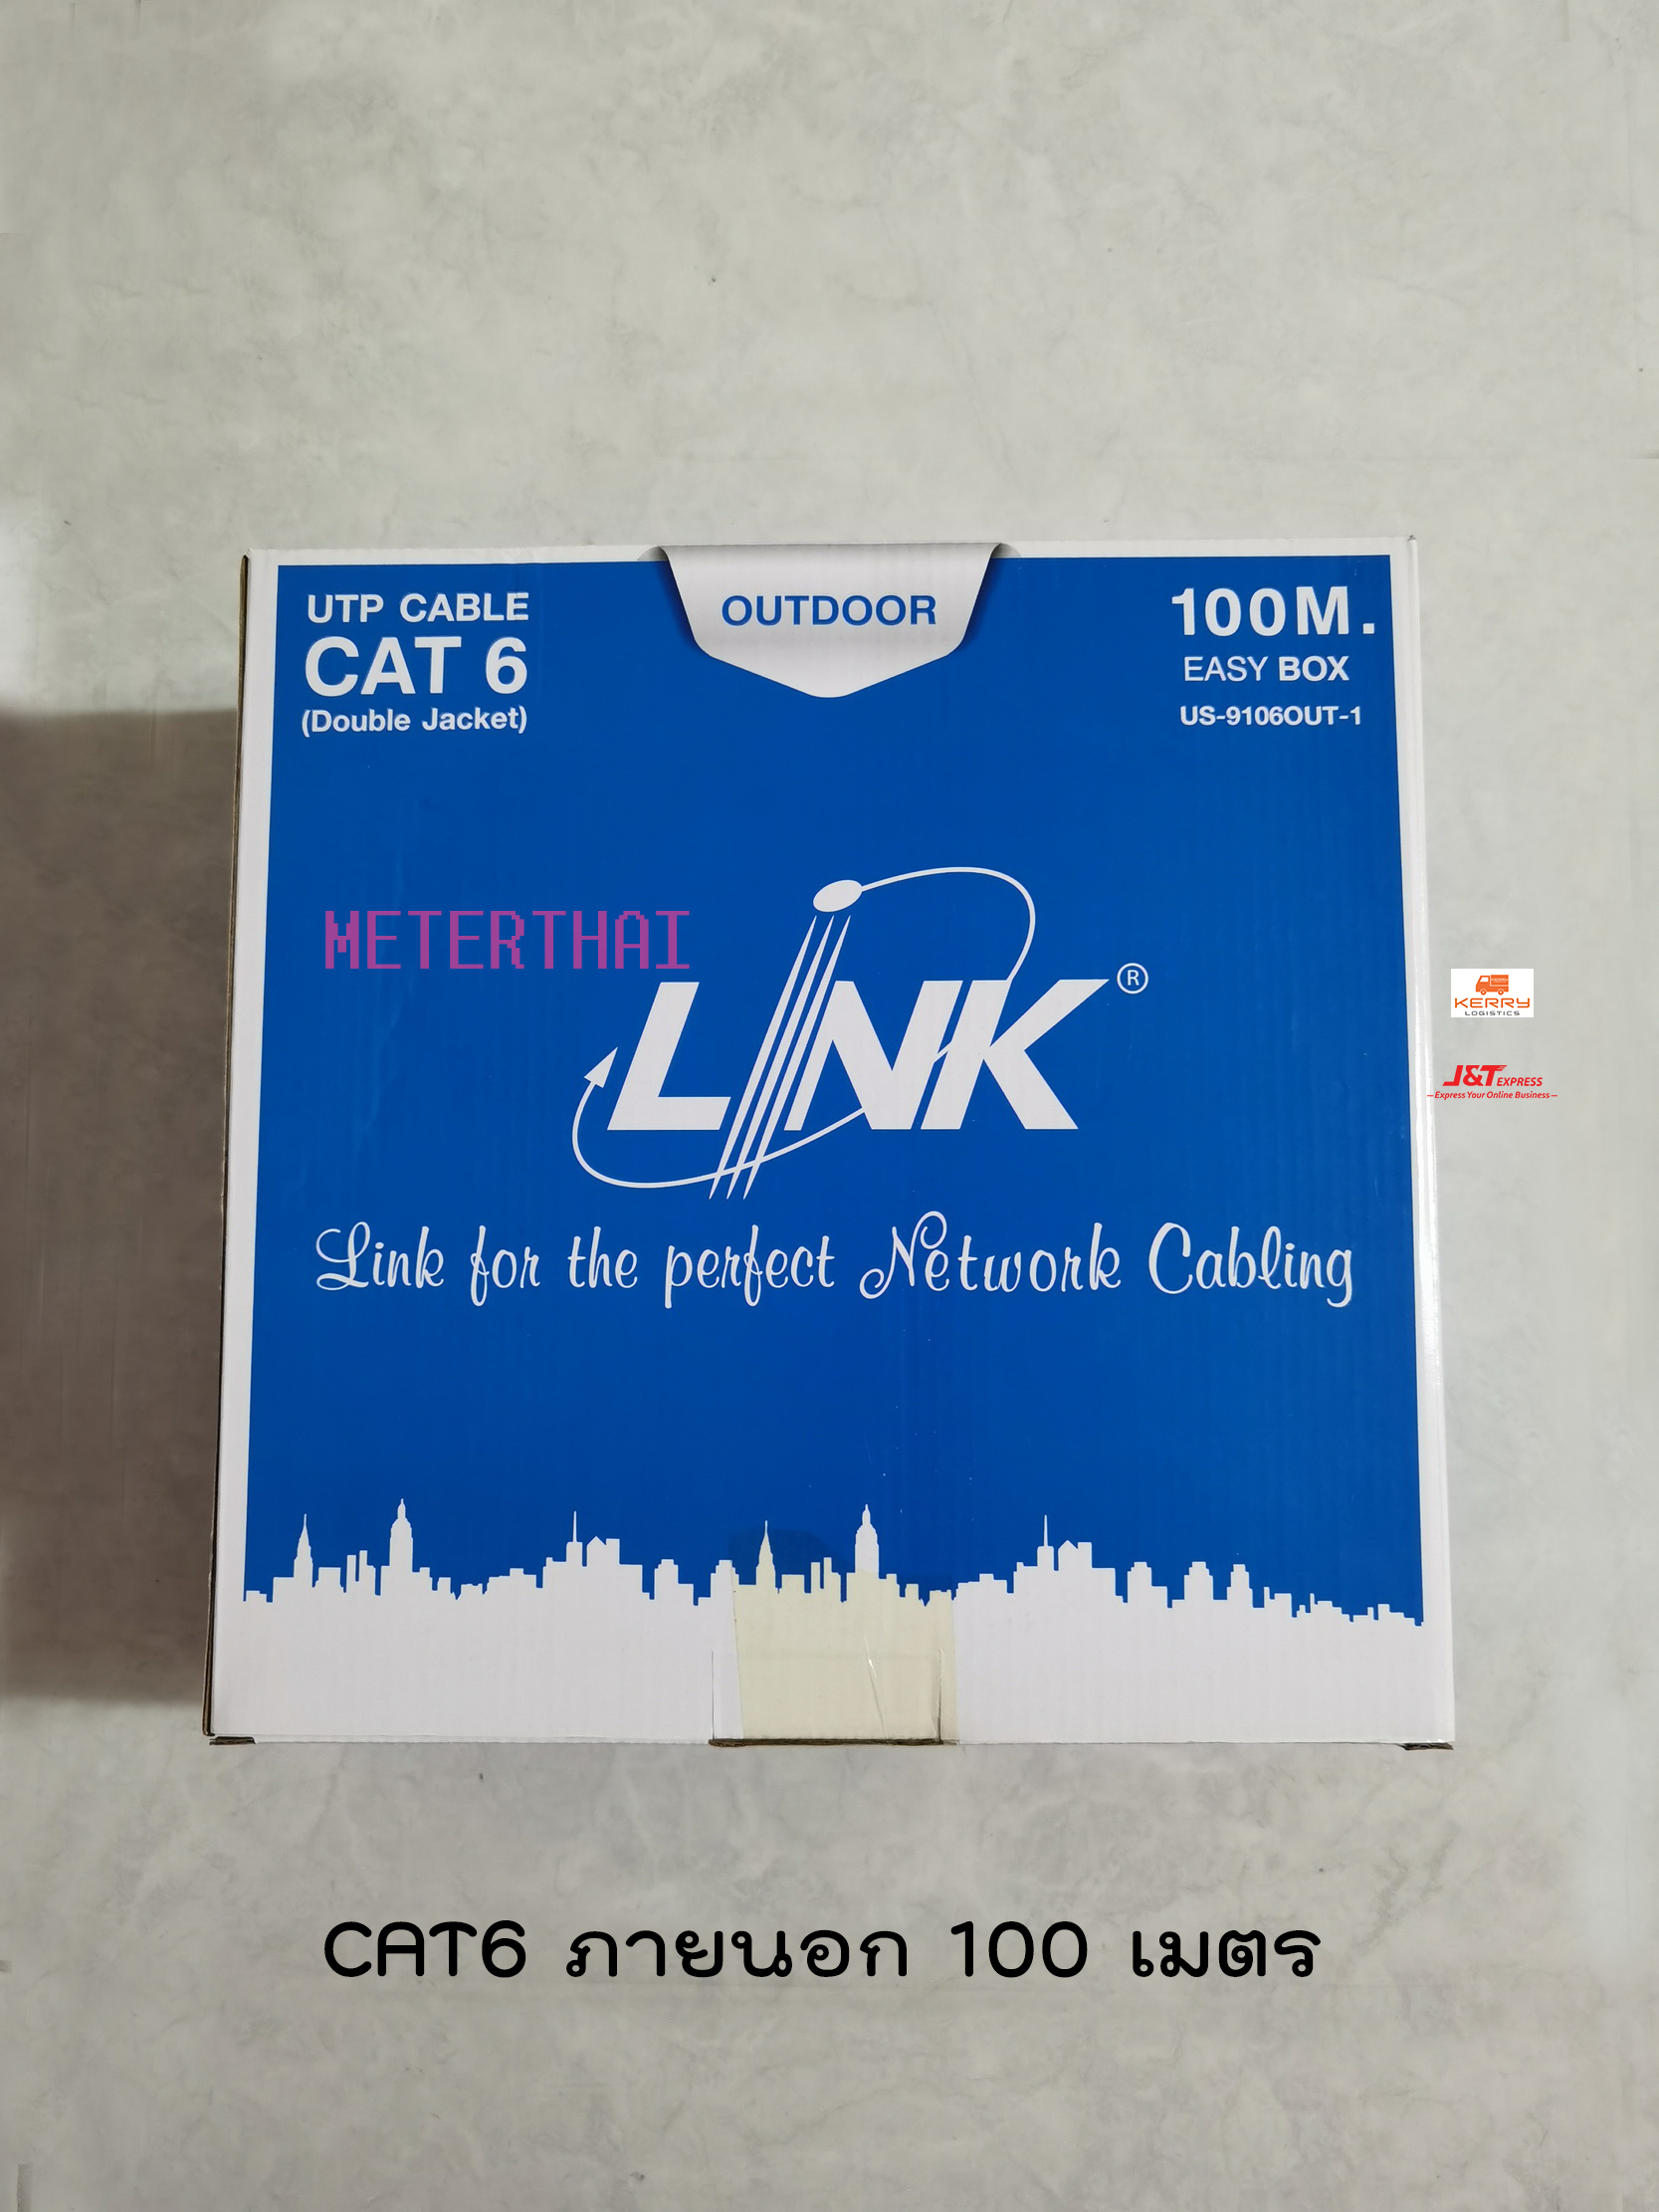 UTP CABLE
CAT 6
(Double Jacket)
OUTDOOR
100M.
EASY BOX
US-9106OUT-1
METERTHAI
LINK®
Link for the perfect Network Cabling
KERRY
LOGISTICS
J&T EXPRESS
Express Your Online Business
CAT6 ภายนอก 100 เมตร